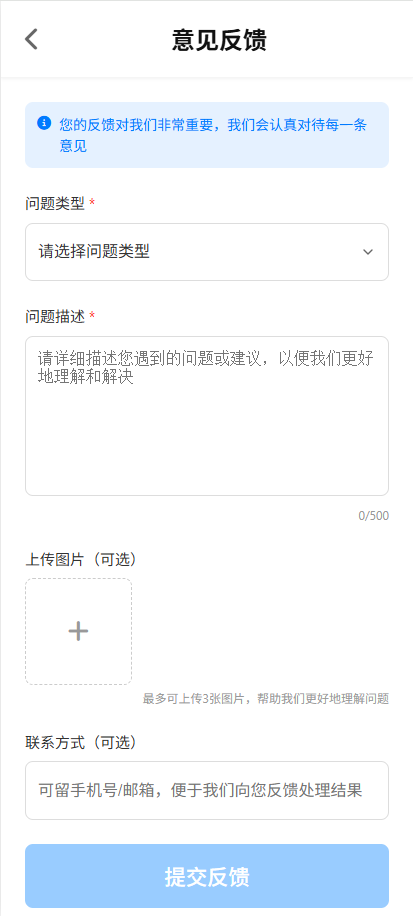 意见反馈
您的反馈对我们非常重要，我们会认真对待每一条
意见
问题类型 *
请选择问题类型
问题描述 *
请详细描述您遇到的问题或建议，以便我们更好
地理解和解决
0/500
上传图片（可选）
最多可上传3张图片，帮助我们更好地理解问题
联系方式（可选）
可留手机号/邮箱，便于我们向您反馈处理结果
提交反馈